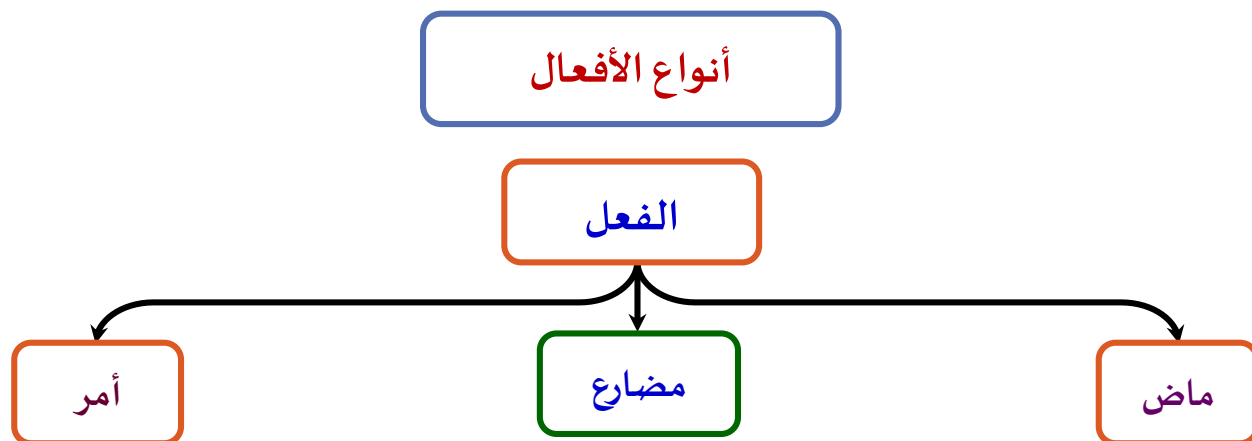 أنواع الأفعال
الفعل
ماض
مضارع
أمر